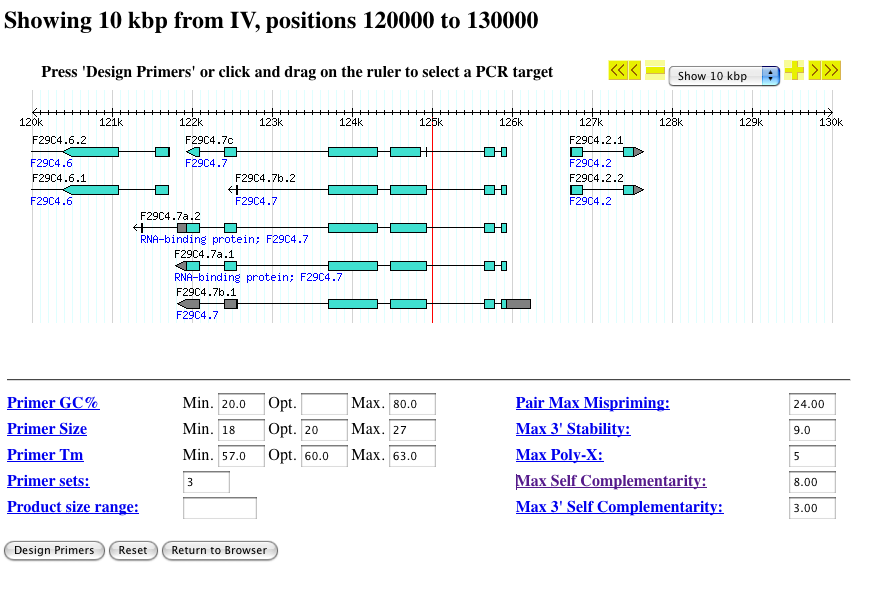 Showing 10 kbp from IV, positions 120000 to 130000
Press 'Design Primers' or click and drag on the ruler to select a PCR target
<< < Show 10 kbp > >>
120k 121k 122k 123k 124k 125k 126k 127k 128k 129k 130k
F29C4.6.2 F29C4.7c F29C4.2.1
F29C4.6 F29C4.7 F29C4.2
F29C4.6.1 F29C4.7b.2 F29C4.2.2
F29C4.6 F29C4.7 F29C4.2
F29C4.7a.2
RNA-binding protein; F29C4.7
F29C4.7a.1
RNA-binding protein; F29C4.7
F29C4.7b.1
F29C4.7
Primer GC% Min. 20.0 Opt. Max. 80.0 Pair Max Mispriming: 24.00
Primer Size Min. 18 Opt. 20 Max. 27 Max 3' Stability: 9.0
Primer Tm Min. 57.0 Opt. 60.0 Max. 63.0 Max Poly-X: 5
Primer sets: 3 Max Self Complementarity: 8.00
Product size range: Max 3' Self Complementarity: 3.00
Design Primers Reset Return to Browser